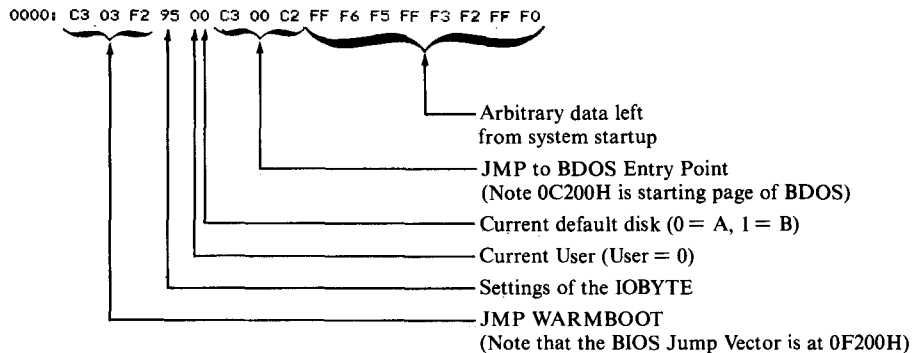 0000: C3 03 F2 95 00 C3 00 C2 FF F6 F5 FF F3 F2 FF F0
Arbitrary data left
from system startup
JMP to BDOS Entry Point
(Note 0C200H is starting page of BDOS)
Current default disk (0 = A, 1 = B)
Current User (User = 0)
Settings of the IOBYTE
JMP WARMBOOT
(Note that the BIOS Jump Vector is at 0F200H)